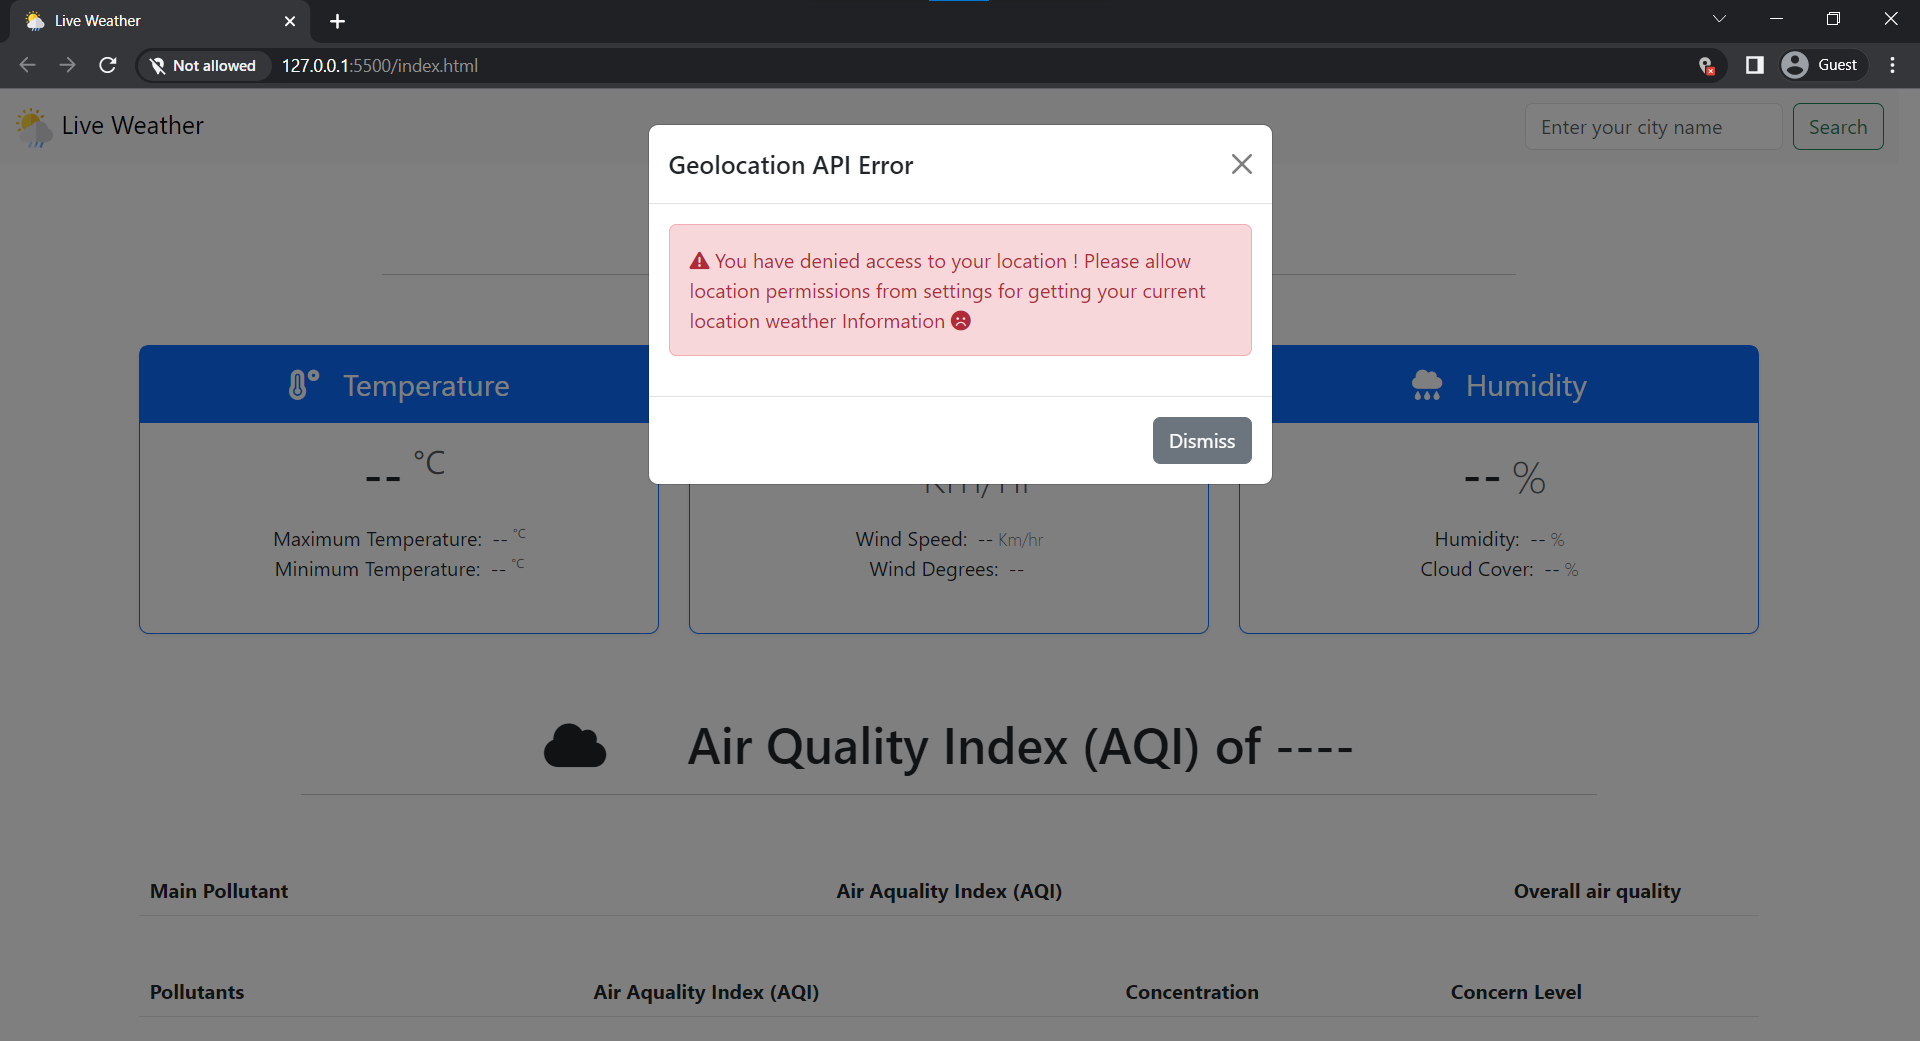 Live Weather
Not allowed 127.0.0.1:5500/index.html
Guest
Live Weather
Enter your city name
Search
Geolocation API Error
You have denied access to your location ! Please allow
location permissions from settings for getting your current
location weather Information
Dismiss
Temperature
-- °C
Maximum Temperature: -- °C
Minimum Temperature: -- °C
Km/hr
Wind Speed: -- Km/hr
Wind Degrees: --
Humidity
-- %
Humidity: -- %
Cloud Cover: -- %
Air Quality Index (AQI) of ----
Main Pollutant Air Aquality Index (AQI) Overall air quality
Pollutants Air Aquality Index (AQI) Concentration Concern Level